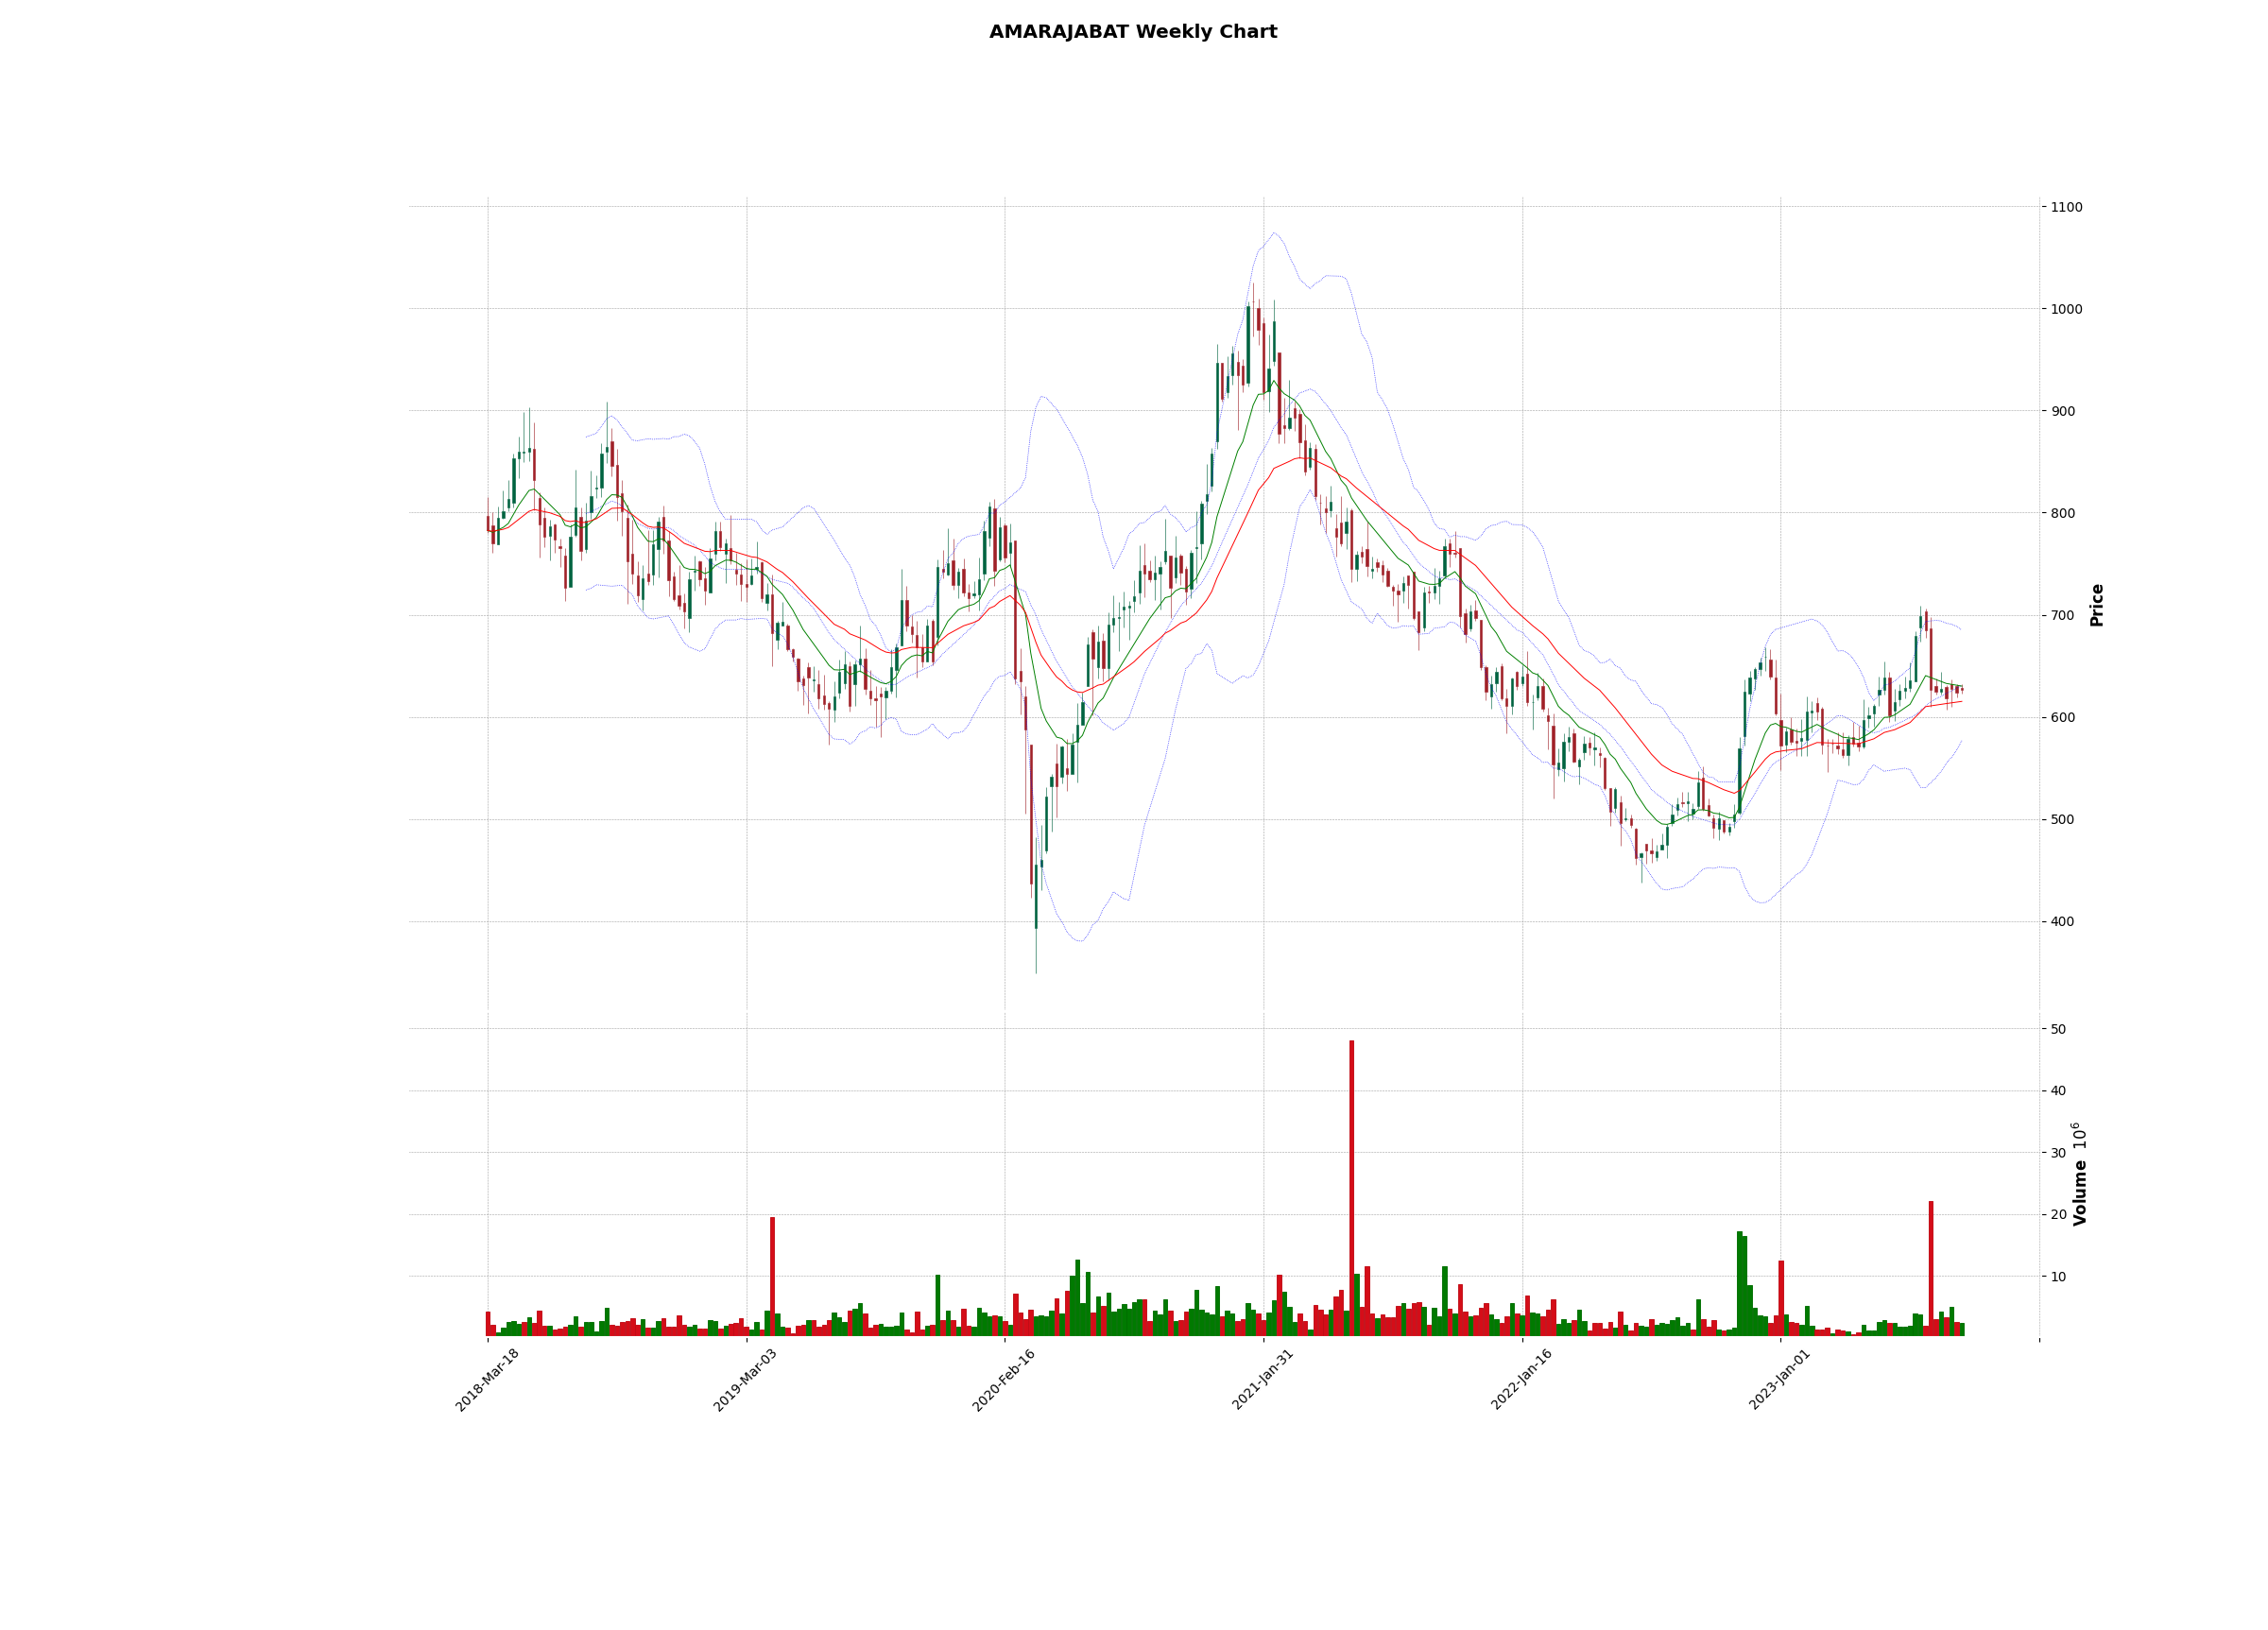 AMARAJABAT Weekly Chart
1100
1000
900
800
700
600
500
400
Price
50
40
30
20
10
Volume 10^6
2018-Mar-18
2019-Mar-03
2020-Feb-16
2021-Jan-31
2022-Jan-16
2023-Jan-01